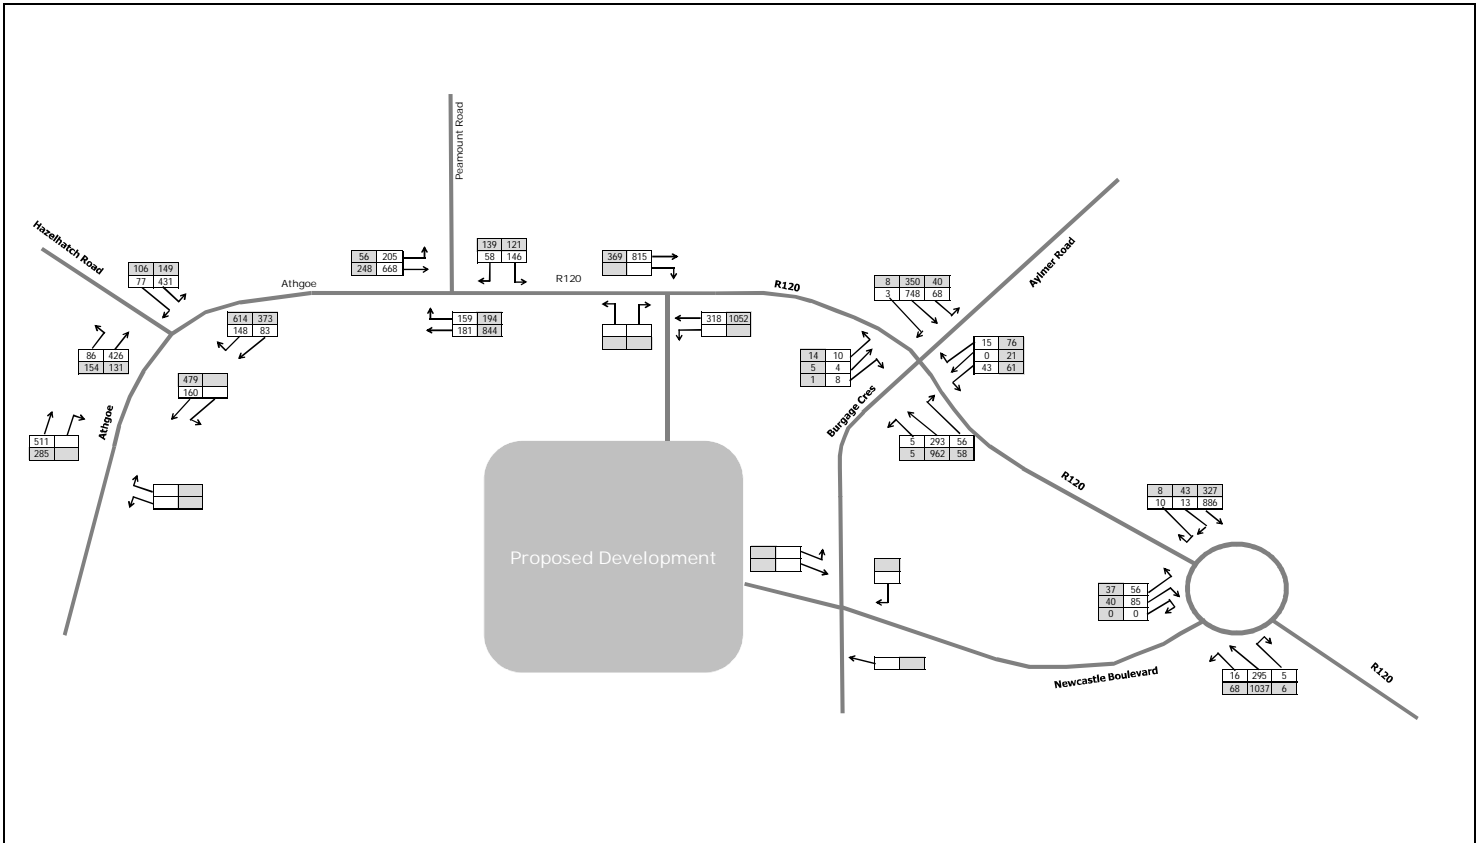 Peamount Road
Hazelhatch Road
Aylmer Road
139 121
58 146
56 205
248 668
369 815
106 149
77 431
Athgoe
R120
R120
8 350 40
3 748 68
614 373
148 83
159 194
181 844
318 1052
15 76
0 21
43 61
86 426
154 131
14 10
5 4
1 8
479
160
Burgage Cres
Athgoe
511
285
5 293 56
5 962 58
R120
8 43 327
10 13 886
Proposed Development
37 56
40 85
0 0
Newcastle Boulevard
16 295 5
68 1037 6
R120